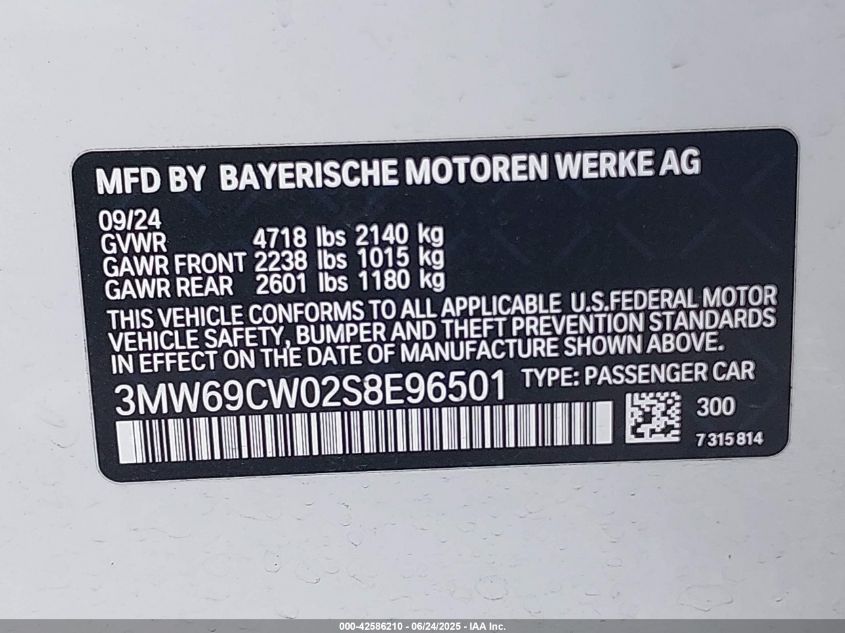 MFD BY BAYERISCHE MOTOREN WERKE AG
09/24
GVWR 4718 lbs 2140 kg
GAWR FRONT 2238 lbs 1015 kg
GAWR REAR 2601 lbs 1180 kg
THIS VEHICLE CONFORMS TO ALL APPLICABLE U.S.FEDERAL MOTOR
VEHICLE SAFETY, BUMPER AND THEFT PREVENTION STANDARDS
IN EFFECT ON THE DATE OF MANUFACTURE SHOWN ABOVE.
3MW69CW02S8E96501 TYPE: PASSENGER CAR
300
7315814
000-42586210 - 06/24/2025 - IAA Inc.